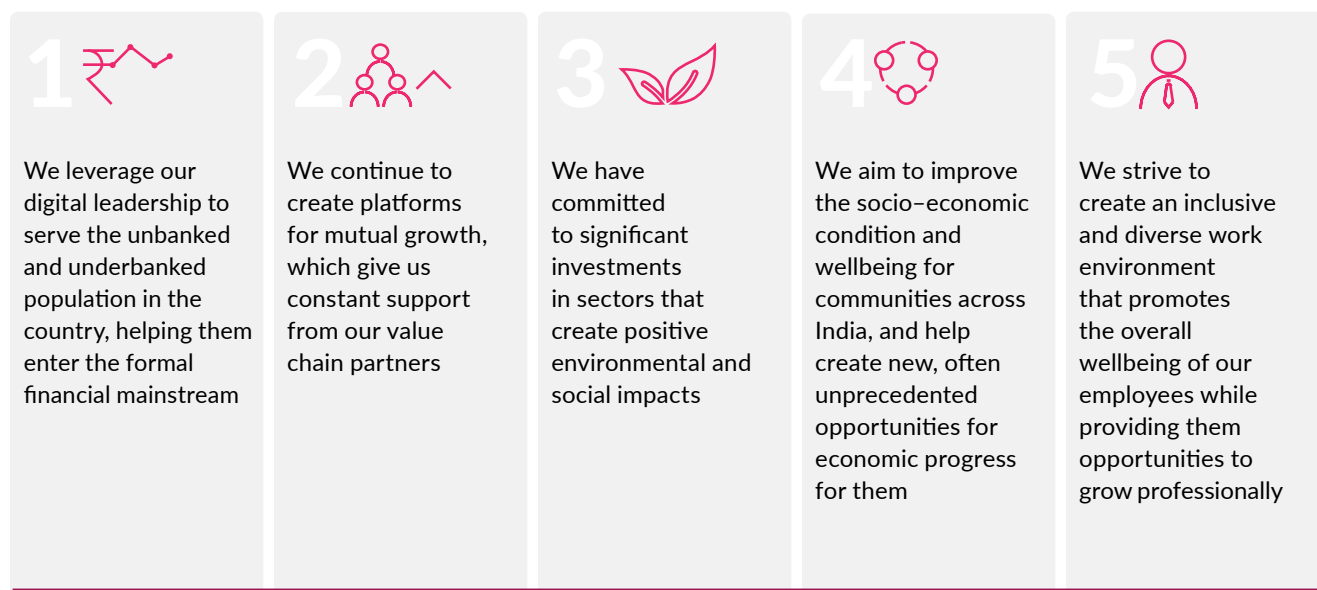 1
We leverage our
digital leadership to
serve the unbanked
and underbanked
population in the
country, helping them
enter the formal
financial mainstream
2
We continue to
create platforms
for mutual growth,
which give us
constant support
from our value
chain partners
3
We have
committed
to significant
investments
in sectors that
create positive
environmental and
social impacts
4
We aim to improve
the socio–economic
condition and
wellbeing for
communities across
India, and help
create new, often
unprecedented
opportunities for
economic progress
for them
5
We strive to
create an inclusive
and diverse work
environment
that promotes
the overall
wellbeing of our
employees while
providing them
opportunities to
grow professionally